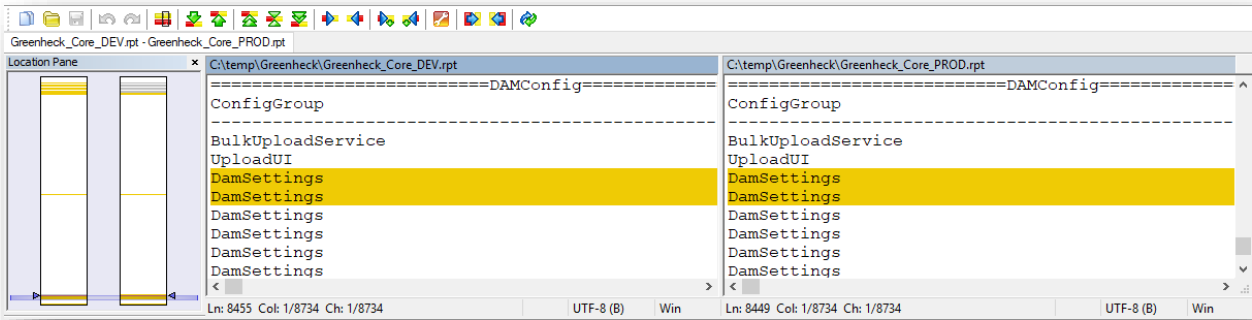 Greenheck_Core_DEV.rpt - Greenheck_Core_PROD.rpt
Location Pane
x
C:\temp\Greenheck\Greenheck_Core_DEV.rpt
============================DAMConfig==============
ConfigGroup
---------------------------------------------------
BulkUploadService
UploadUI
DamSettings
DamSettings
DamSettings
DamSettings
DamSettings
DamSettings
Ln: 8455 Col: 1/8734 Ch: 1/8734
UTF-8 (B)
Win
C:\temp\Greenheck\Greenheck_Core_PROD.rpt
============================DAMConfig==============
ConfigGroup
---------------------------------------------------
BulkUploadService
UploadUI
DamSettings
DamSettings
DamSettings
DamSettings
DamSettings
DamSettings
Ln: 8449 Col: 1/8734 Ch: 1/8734
UTF-8 (B)
Win